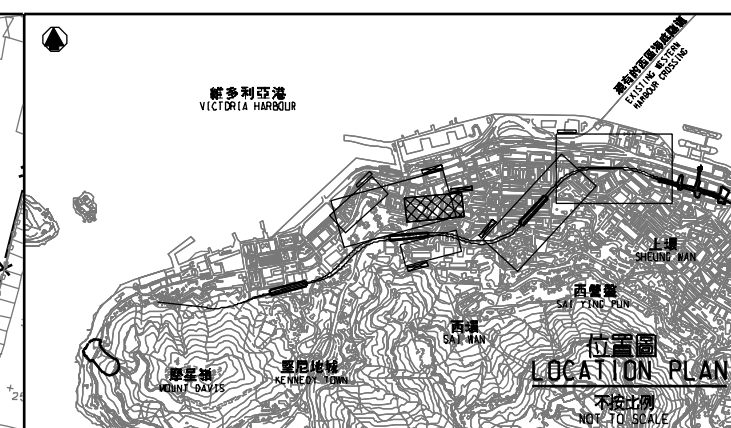 維多利亞港
VICTORIA HARBOUR
現有的西區海底隧道
EXISTING WESTERN
HARBOUR CROSSING
上環
SHEUNG WAN
西營盤
SAI YING PUN
西環
SAI WAN
堅尼地城
KENNEDY TOWN
摩星嶺
MOUNT DAVIS
位置圖
LOCATION PLAN
不按比例
NOT TO SCALE